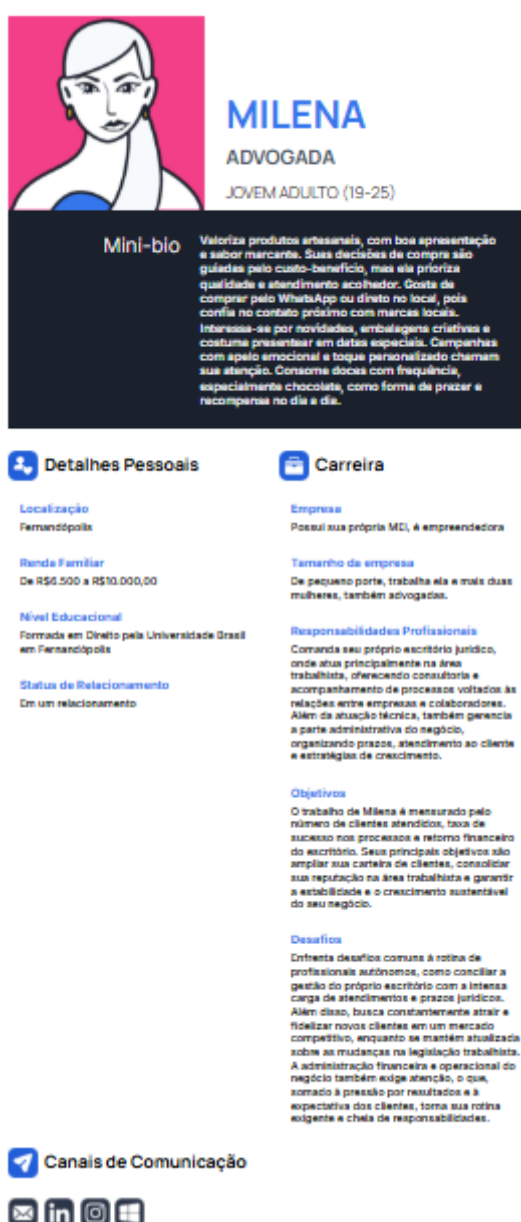 MILENA
ADVOGADA
JOVEM ADULTO (19-25)
Mini-bio
Valoriza produtos artesanais, com boa apresentação
e sabor marcante. Suas decisões de compra são
guiadas pelo custo-benefício, mas ela prioriza
qualidade e atendimento acolhedor. Gosta de
comprar pelo WhatsApp ou direto no local, pois
confia no contato próximo com marcas locais.
Interessa-se por novidades, embalagens criativas e
costuma presentear em datas especiais. Campanhas
com apelo emocional e toque personalizado chamam
sua atenção. Consome doces com frequência,
especialmente chocolate, como forma de prazer e
recompensa no dia a dia.
Detalhes Pessoais
Localização
Fernandópolis
Renda Familiar
De R$6.500 a R$10.000,00
Nível Educacional
Formada em Direito pela Universidade Brasil
em Fernandópolis
Status de Relacionamento
Em um relacionamento
Carreira
Empresa
Possui sua própria MEI, é empreendedora
Tamanho da empresa
De pequeno porte, trabalha ela e mais duas
mulheres, também advogadas.
Responsabilidades Profissionais
Comanda seu próprio escritório jurídico,
onde atua principalmente na área
trabalhista, oferecendo consultoria e
acompanhamento de processos voltados às
relações entre empresas e colaboradores.
Além da atuação técnica, também gerencia
a parte administrativa do negócio,
organizando prazos, atendimento ao cliente
e estratégias de crescimento.
Objetivos
O trabalho de Milena é mensurado pelo
número de clientes atendidos, taxa de
sucesso nos processos e retorno financeiro
do escritório. Seus principais objetivos são
ampliar sua carteira de clientes, consolidar
sua reputação na área trabalhista e garantir
a estabilidade e o crescimento sustentável
do seu negócio.
Desafios
Enfrenta desafios comuns à rotina de
profissionais autônomos, como conciliar a
gestão do próprio escritório com a intensa
carga de atendimentos e prazos jurídicos.
Além disso, busca constantemente atrair e
fidelizar novos clientes em um mercado
competitivo, enquanto se mantém atualizada
sobre as mudanças na legislação trabalhista.
A administração financeira e operacional do
negócio também exige atenção, o que,
somado à pressão por resultados e à
expectativa dos clientes, torna sua rotina
exigente e cheia de responsabilidades.
Canais de Comunicação
in